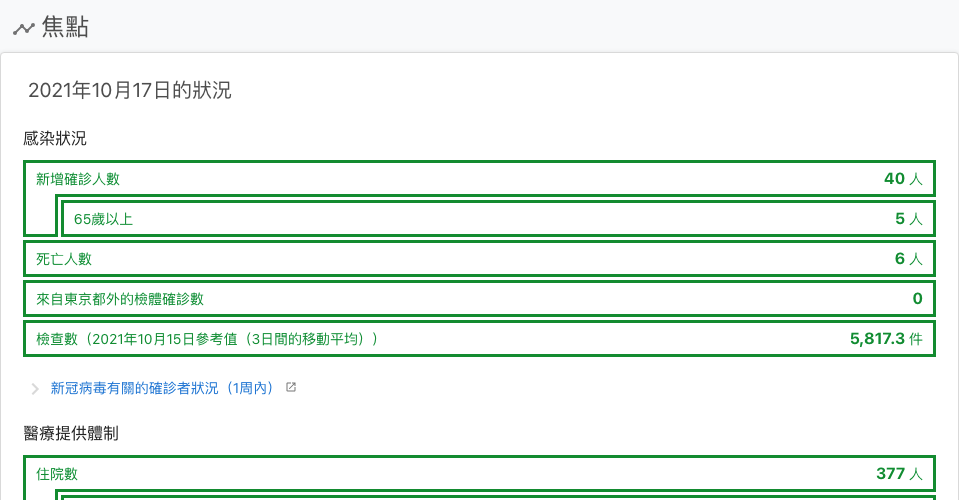 焦點
2021年10月17日的狀況
感染狀況
新增確診人數 40 人
65歲以上 5 人
死亡人數 6 人
來自東京都外的檢體確診數 0
檢查數（2021年10月15日參考值（3日間的移動平均）） 5,817.3 件
新冠病毒有關的確診者狀況（1周內）
醫療提供體制
住院數 377 人